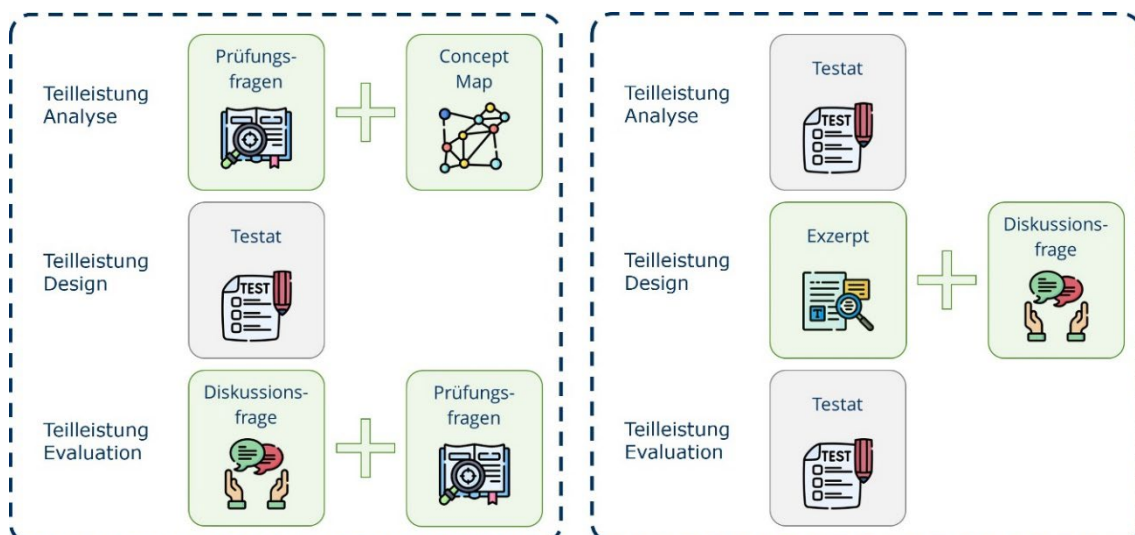 Teilleistung
Analyse
Prüfungs-
fragen
Concept
Map
Teilleistung
Design
Testat
TEST
Teilleistung
Evaluation
Diskussions-
frage
Prüfungs-
fragen
Teilleistung
Analyse
Testat
TEST
Teilleistung
Design
Exzerpt
T
Diskussions-
frage
Teilleistung
Evaluation
Testat
TEST